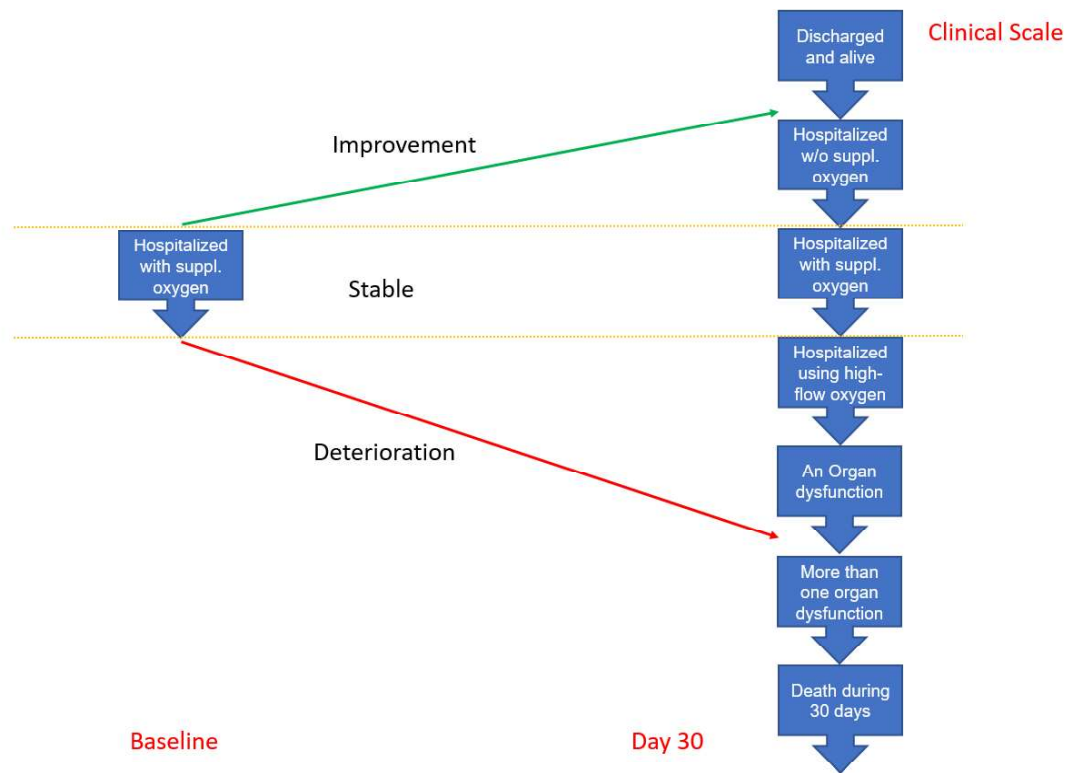 Discharged
and alive
Clinical Scale
Improvement
Hospitalized
w/o suppl.
oxygen
Hospitalized
with suppl.
oxygen
Stable
Hospitalized
with suppl.
oxygen
Hospitalized
using high-
flow oxygen
Deterioration
An Organ
dysfunction
More than
one organ
dysfunction
Death during
30 days
Baseline
Day 30